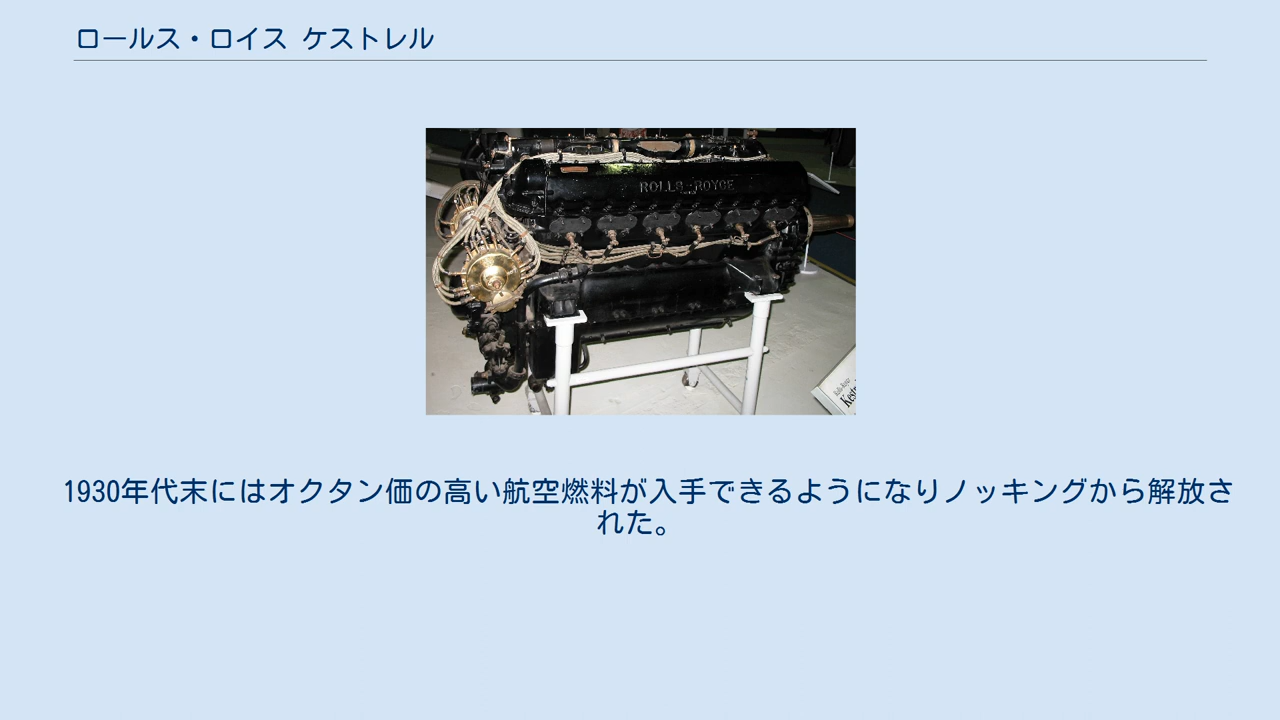 ロールス・ロイス ケストレル
ROLLS-ROYCE
1930年代末にはオクタン価の高い航空燃料が入手できるようになりノッキングから解放さ
れた。